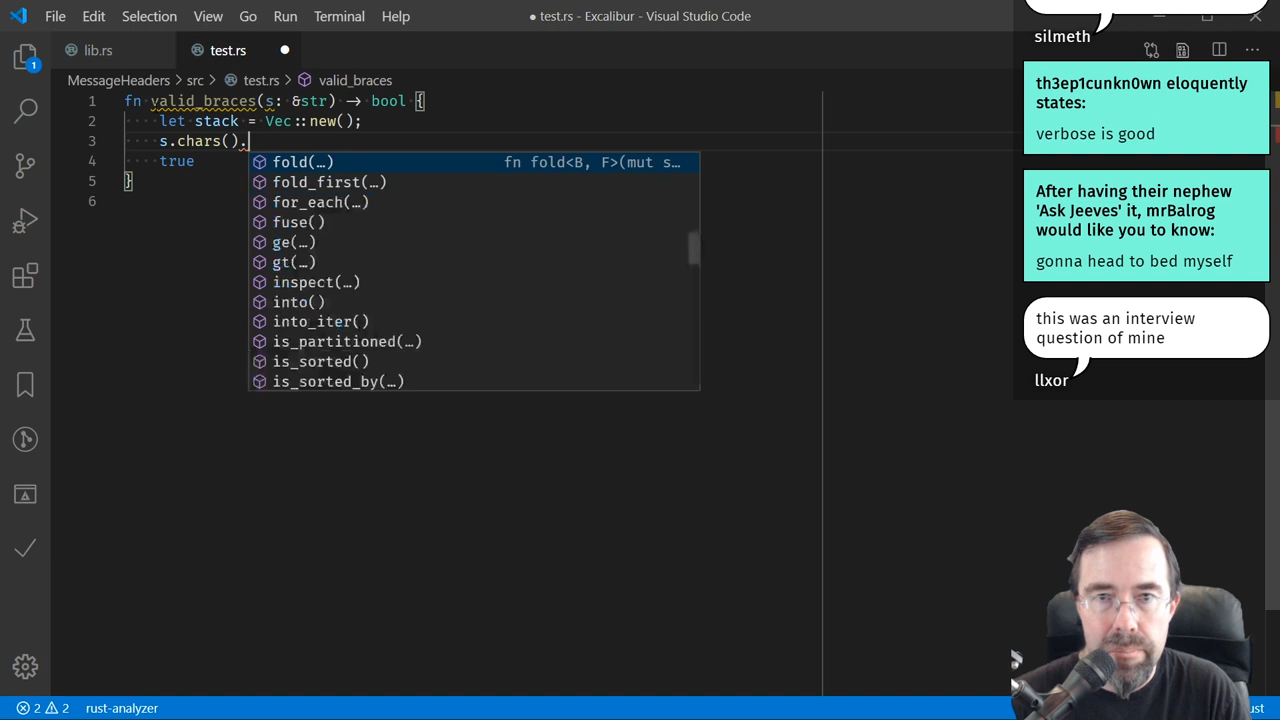 File Edit Selection View Go Run Terminal Help
● test.rs - Excalibur - Visual Studio Code
lib.rs
test.rs ●
MessageHeaders › src › test.rs › valid_braces
1 fn valid_braces(s: &str) → bool {
2 let stack = Vec::new();
3 s.chars().
4 true
5 }
6
fold(…) fn fold<B, F>(mut s…
fold_first(…)
for_each(…)
fuse()
ge(…)
gt(…)
inspect(…)
into()
into_iter()
is_partitioned(…)
is_sorted()
is_sorted_by(…)
silmeth
th3ep1cunkn0wn eloquently
states:
verbose is good
After having their nephew
'Ask Jeeves' it, mrBalrog
would like you to know:
gonna head to bed myself
this was an interview
question of mine
llxor
1
2 2 rust-analyzer